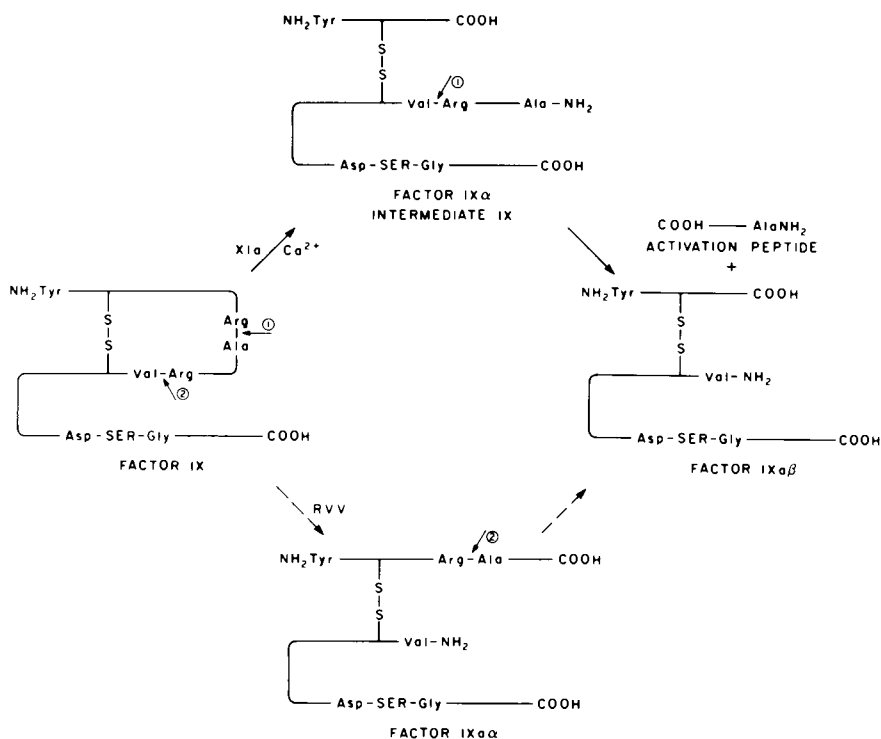 NH₂Tyr COOH
S
S
①
Val-Arg Ala-NH₂
Asp-SER-Gly COOH
FACTOR IXα
INTERMEDIATE IX
XIa Ca²⁺
COOH AlaNH₂
ACTIVATION PEPTIDE
+
NH₂Tyr
S
S
Arg
①
Ala
Val-Arg
②
Asp-SER-Gly COOH
FACTOR IX
NH₂Tyr COOH
S
S
Val-NH₂
Asp-SER-Gly COOH
FACTOR IXaβ
RVV
②
NH₂Tyr Arg-Ala COOH
S
S
Val-NH₂
Asp-SER-Gly COOH
FACTOR IXaα